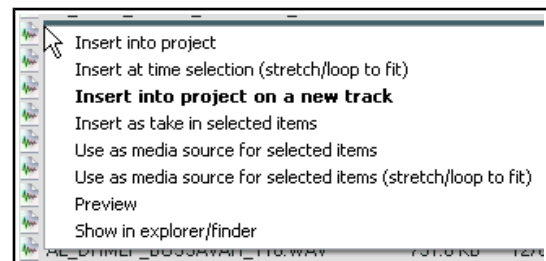 Insert into project
Insert at time selection (stretch/loop to fit)
Insert into project on a new track
Insert as take in selected items
Use as media source for selected items
Use as media source for selected items (stretch/loop to fit)
Preview
Show in explorer/finder